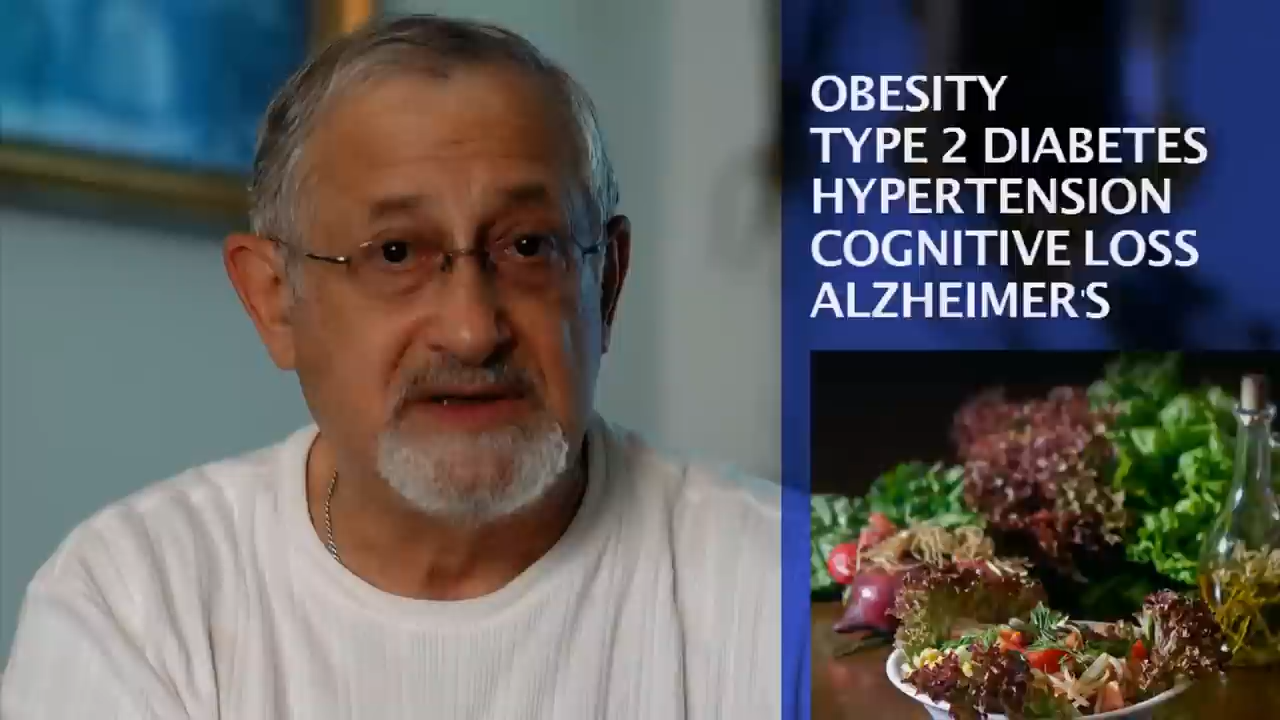 OBESITY
TYPE 2 DIABETES
HYPERTENSION
COGNITIVE LOSS
ALZHEIMER'S